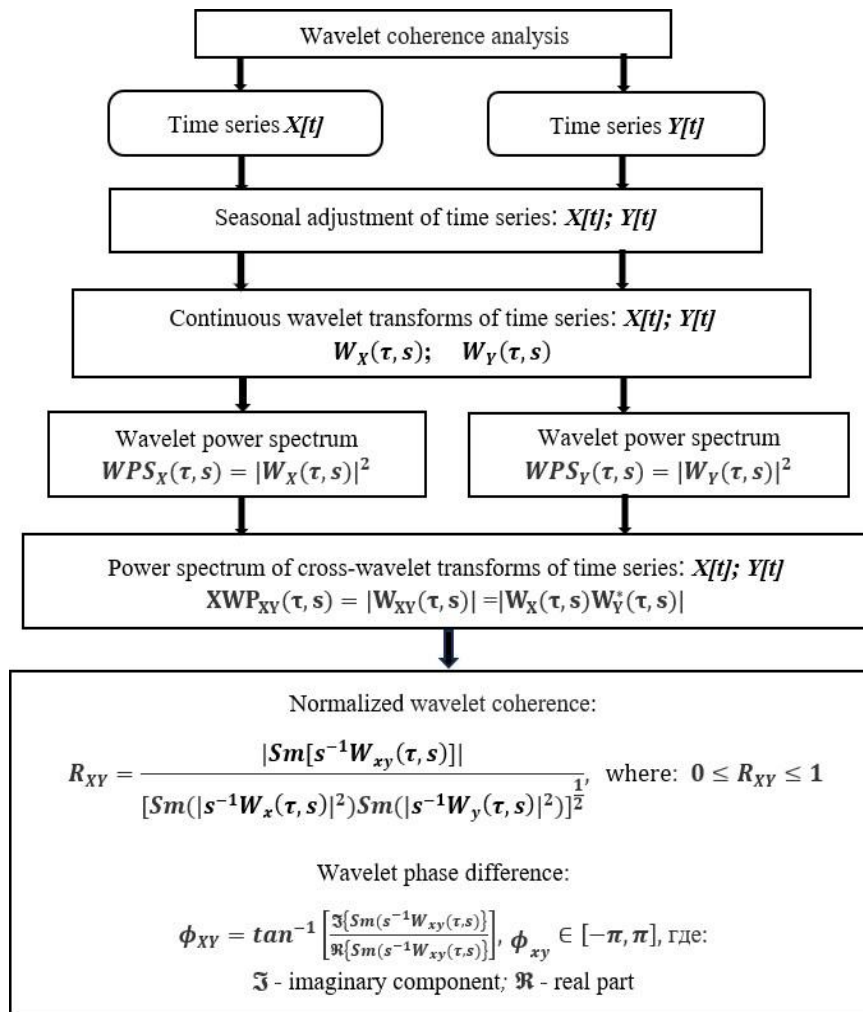 Wavelet coherence analysis
Time series X[t]
Time series Y[t]
Seasonal adjustment of time series: X[t]; Y[t]
Continuous wavelet transforms of time series: X[t]; Y[t]
W_X(τ, s); W_Y(τ, s)
Wavelet power spectrum
WPS_X(τ, s) = |W_X(τ, s)|^2
Wavelet power spectrum
WPS_Y(τ, s) = |W_Y(τ, s)|^2
Power spectrum of cross-wavelet transforms of time series: X[t]; Y[t]
XWP_XY(τ, s) = |W_XY(τ, s)| =|W_X(τ, s)W_Y^*(τ, s)|
Normalized wavelet coherence:
R_XY = |Sm[s^{-1}W_xy(τ, s)]| / [Sm(|s^{-1}W_x(τ, s)|^2)Sm(|s^{-1}W_y(τ, s)|^2)]^{1/2}, where: 0 ≤ R_XY ≤ 1
Wavelet phase difference:
ϕ_XY = tan^{-1} [ℑ{Sm(s^{-1}W_xy(τ,s)} / ℜ{Sm(s^{-1}W_xy(τ,s)}], ϕ_xy ∈ [−π, π], где:
ℑ - imaginary component; ℜ - real part